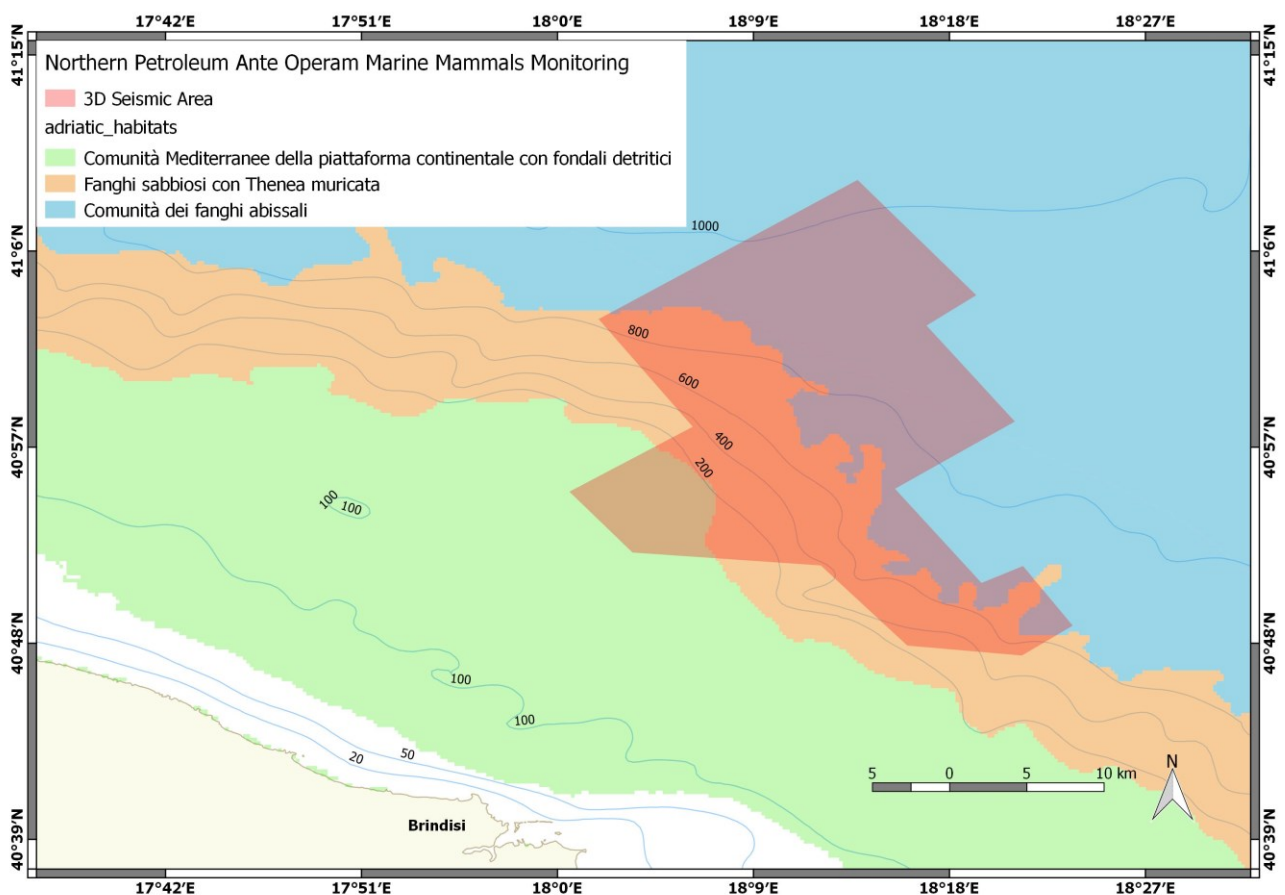 17°42′E 17°51′E 18°0′E 18°9′E 18°18′E 18°27′E
41°15′N 41°15′N
Northern Petroleum Ante Operam Marine Mammals Monitoring
3D Seismic Area
adriatic_habitats
Comunità Mediterranee della piattaforma continentale con fondali detritici
Fanghi sabbiosi con Thenea muricata
Comunità dei fanghi abissali
1000
41°6′N 41°6′N
800
600
400
40°57′N 40°57′N
200
100
100
40°48′N 40°48′N
100
100
50
20
5 0 5 10 km
N
Brindisi
40°39′N 40°39′N
17°42′E 17°51′E 18°0′E 18°9′E 18°18′E 18°27′E